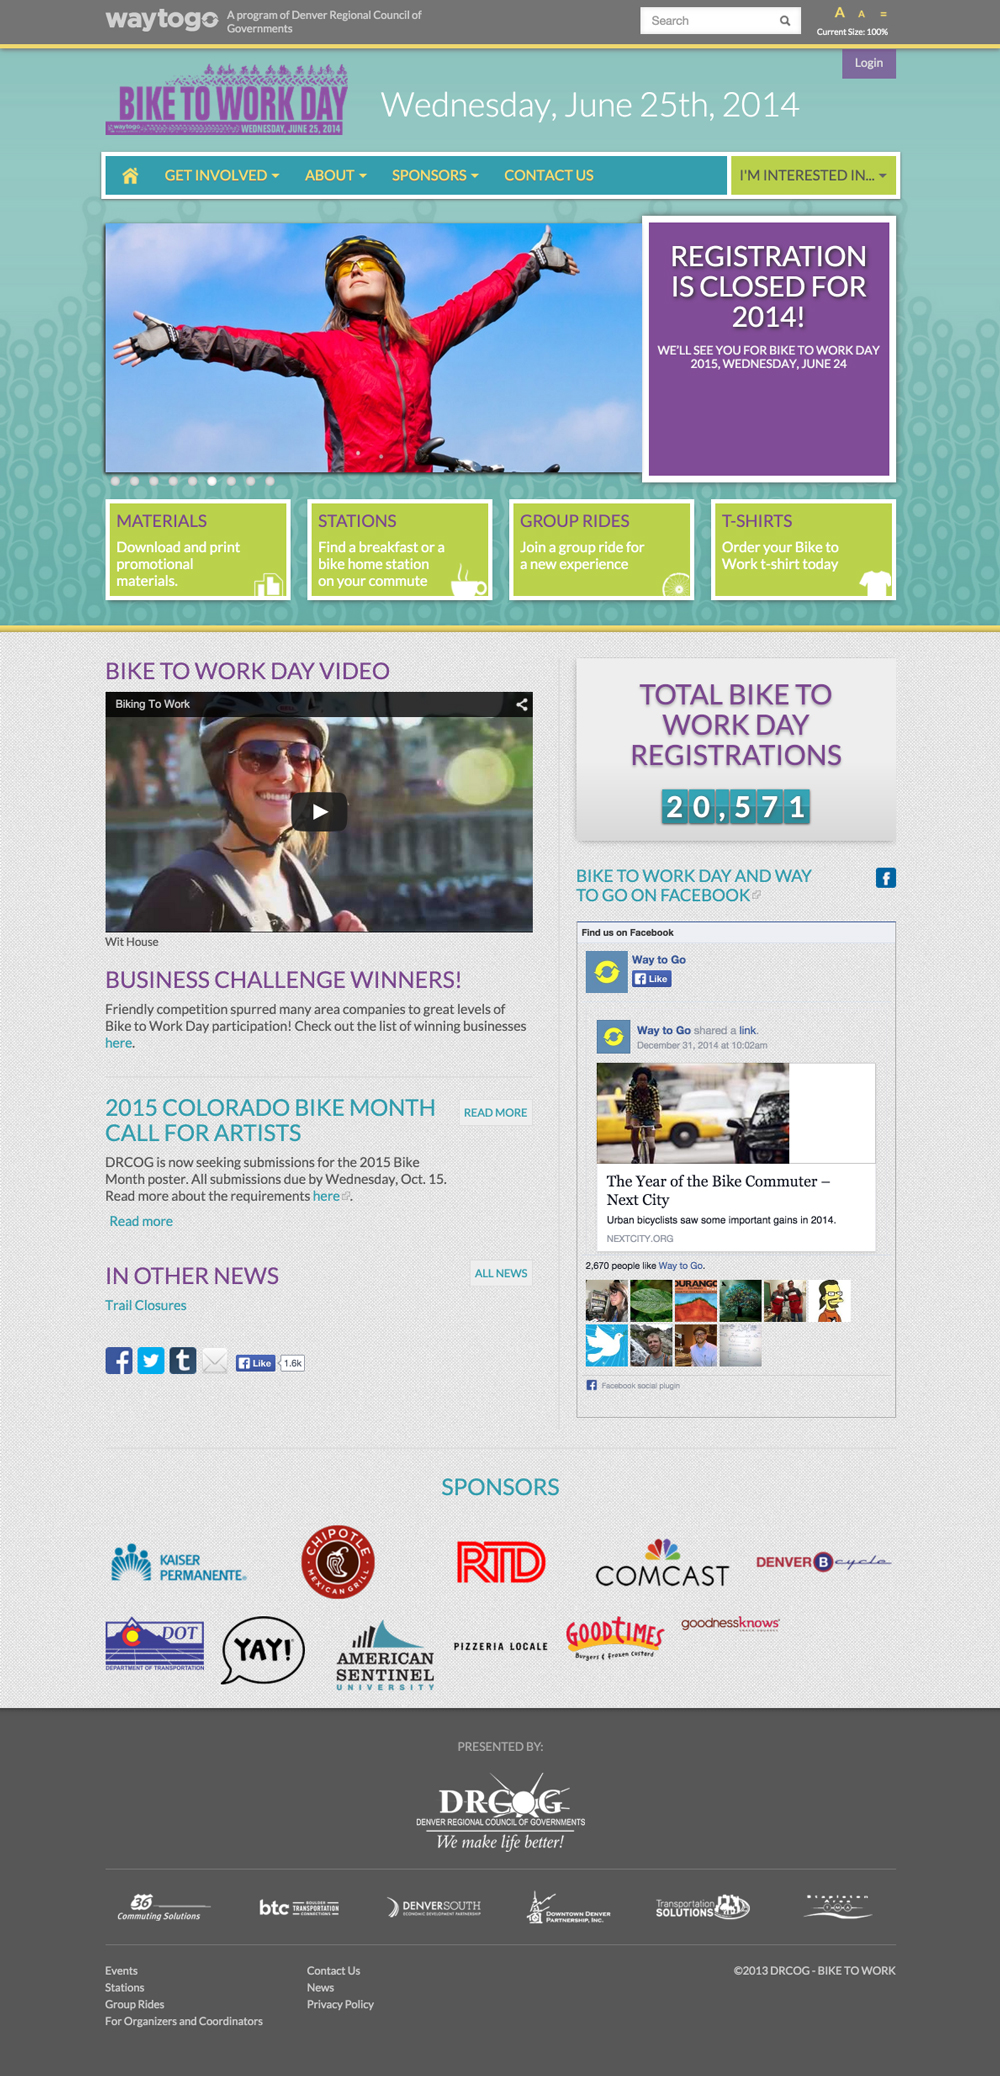 waytogo
A program of Denver Regional Council of
Governments
Search
A A =
Current Size: 100%
Login
BIKE TO WORK DAY
waytogo WEDNESDAY, JUNE 25, 2014
Wednesday, June 25th, 2014
GET INVOLVED ABOUT SPONSORS CONTACT US I'M INTERESTED IN...
REGISTRATION
IS CLOSED FOR
2014!
WE'LL SEE YOU FOR BIKE TO WORK DAY
2015, WEDNESDAY, JUNE 24
MATERIALS
Download and print
promotional
materials.
STATIONS
Find a breakfast or a
bike home station
on your commute
GROUP RIDES
Join a group ride for
a new experience
T-SHIRTS
Order your Bike to
Work t-shirt today
BIKE TO WORK DAY VIDEO
Biking To Work
Wit House
BUSINESS CHALLENGE WINNERS!
Friendly competition spurred many area companies to great levels of
Bike to Work Day participation! Check out the list of winning businesses
here.
2015 COLORADO BIKE MONTH
CALL FOR ARTISTS
READ MORE
DRCOG is now seeking submissions for the 2015 Bike
Month poster. All submissions due by Wednesday, Oct. 15.
Read more about the requirements here.
Read more
IN OTHER NEWS
ALL NEWS
Trail Closures
Like 1.6k
TOTAL BIKE TO
WORK DAY
REGISTRATIONS
20,571
BIKE TO WORK DAY AND WAY
TO GO ON FACEBOOK
Find us on Facebook
Way to Go
Like
Way to Go shared a link.
December 31, 2014 at 10:02am
The Year of the Bike Commuter –
Next City
Urban bicyclists saw some important gains in 2014.
NEXTCITY.ORG
2,670 people like Way to Go.
DURANGO
Facebook social plugin
SPONSORS
KAISER
PERMANENTE®
CHIPOTLE
MEXICAN GRILL
RTD
COMCAST
DENVER B cycle
DOT
DEPARTMENT OF TRANSPORTATION
YAY!
AMERICAN
SENTINEL
UNIVERSITY
PIZZERIA LOCALE
GOODTIMES
Burgers & Frozen Custard
goodnessknows
PRESENTED BY:
DRCOG
DENVER REGIONAL COUNCIL OF GOVERNMENTS
We make life better!
36
Commuting Solutions
btc BOULDER
TRANSPORTATION
CONNECTIONS
DENVERSOUTH
ECONOMIC DEVELOPMENT PARTNERSHIP
DOWNTOWN DENVER
PARTNERSHIP, INC.
Transportation
SOLUTIONS
Stapleton
Area
TMA
Events
Stations
Group Rides
For Organizers and Coordinators
Contact Us
News
Privacy Policy
©2013 DRCOG - BIKE TO WORK